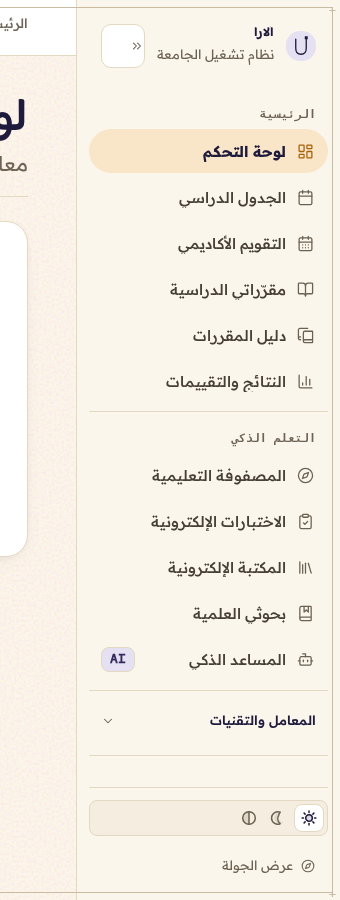 الارا
نظام تشغيل الجامعة
الرئيسية
لوحة التحكم
الجدول الدراسي
التقويم الأكاديمي
مقرّراتي الدراسية
دليل المقررات
النتائج والتقييمات
التعلم الذكي
المصفوفة التعليمية
الاختبارات الإلكترونية
المكتبة الإلكترونية
بحوثي العلمية
المساعد الذكي AI
المعامل والتقنيات
عرض الجولة